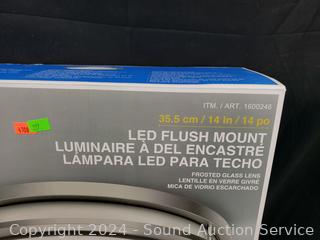 ITM. / ART. 1600248
35.5 cm / 14 in / 14 po
LED FLUSH MOUNT
LUMINAIRE À DEL ENCASTRÉ
LÁMPARA LED PARA TECHO
FROSTED GLASS LENS
LENTILLE EN VERRE GIVRÉ
MICA DE VIDRIO ESCARCHADO
Copyright 2024 - Sound Auction Service